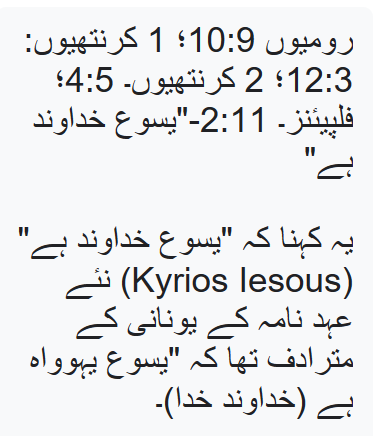 رومیوں 10:9؛ 1 کرنتھیوں:
12:3؛ 2 کرنتھیوں۔ 4:5؛
فلپیئنز۔ 2:11-"یسوع خداوند
ہے"
یہ کہنا کہ "یسوع خداوند ہے"
(Kyrios Iesous) نئے
عہد نامہ کے یونانی کے
مترادف تھا کہ "یسوع یہوواہ
ہے (خداوند خدا)۔